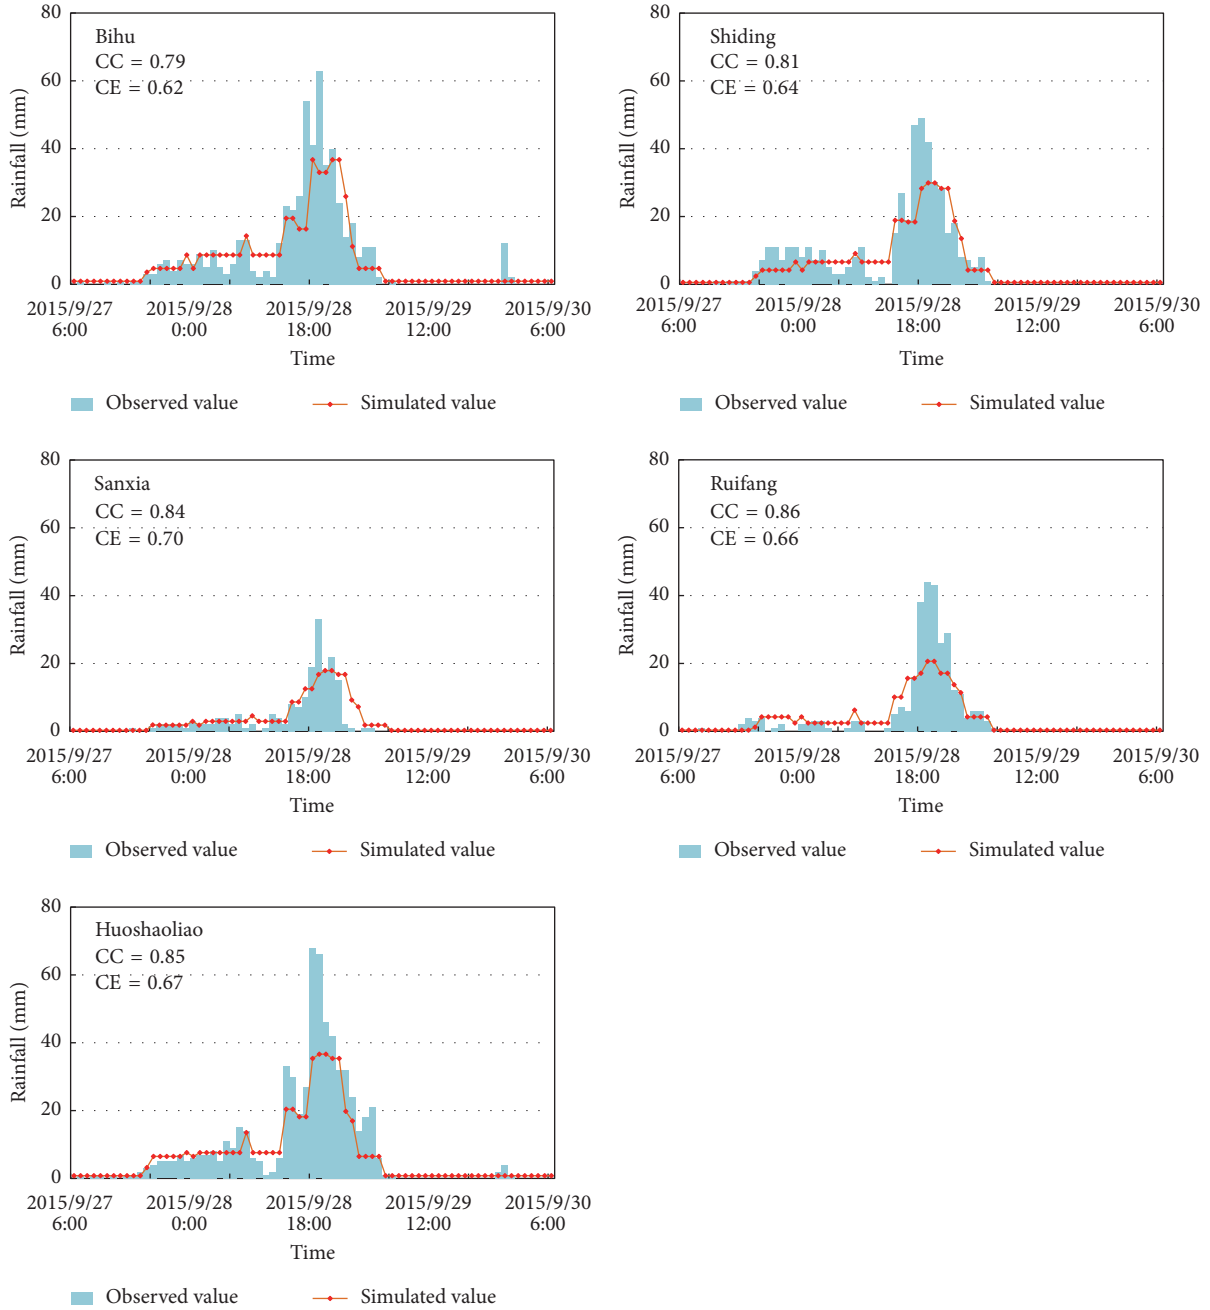 80
60
40
20
0
Rainfall (mm)
Bihu
CC = 0.79
CE = 0.62
2015/9/27 2015/9/28 2015/9/28 2015/9/29 2015/9/30
6:00 0:00 18:00 12:00 6:00
Time
Observed value Simulated value
80
60
40
20
0
Rainfall (mm)
Shiding
CC = 0.81
CE = 0.64
2015/9/27 2015/9/28 2015/9/28 2015/9/29 2015/9/30
6:00 0:00 18:00 12:00 6:00
Time
Observed value Simulated value
80
60
40
20
0
Rainfall (mm)
Sanxia
CC = 0.84
CE = 0.70
2015/9/27 2015/9/28 2015/9/28 2015/9/29 2015/9/30
6:00 0:00 18:00 12:00 6:00
Time
Observed value Simulated value
80
60
40
20
0
Rainfall (mm)
Ruifang
CC = 0.86
CE = 0.66
2015/9/27 2015/9/28 2015/9/28 2015/9/29 2015/9/30
6:00 0:00 18:00 12:00 6:00
Time
Observed value Simulated value
80
60
40
20
0
Rainfall (mm)
Huoshaoliao
CC = 0.85
CE = 0.67
2015/9/27 2015/9/28 2015/9/28 2015/9/29 2015/9/30
6:00 0:00 18:00 12:00 6:00
Time
Observed value Simulated value